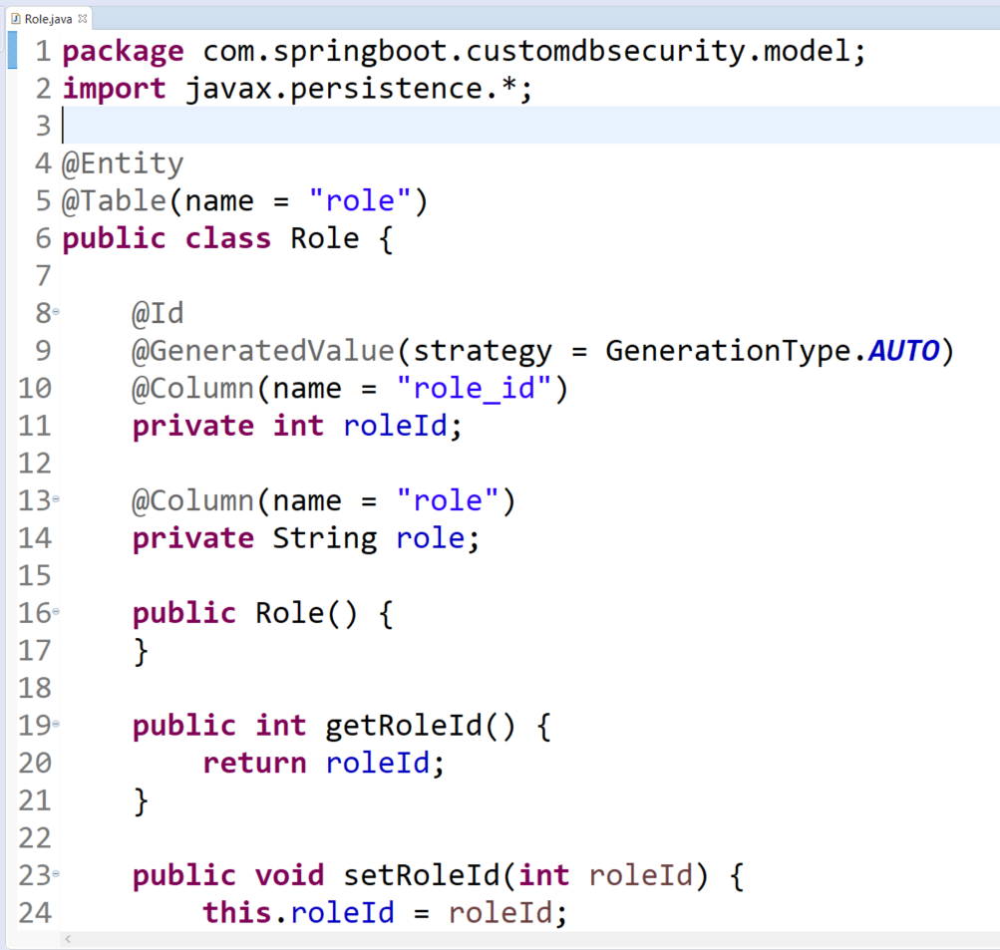 Role.java
1 package com.springboot.customdbsecurity.model;
2 import javax.persistence.*;
3
4 @Entity
5 @Table(name = "role")
6 public class Role {
7
8     @Id
9     @GeneratedValue(strategy = GenerationType.AUTO)
10     @Column(name = "role_id")
11     private int roleId;
12
13     @Column(name = "role")
14     private String role;
15
16     public Role() {
17     }
18
19     public int getRoleId() {
20         return roleId;
21     }
22
23     public void setRoleId(int roleId) {
24         this.roleId = roleId;